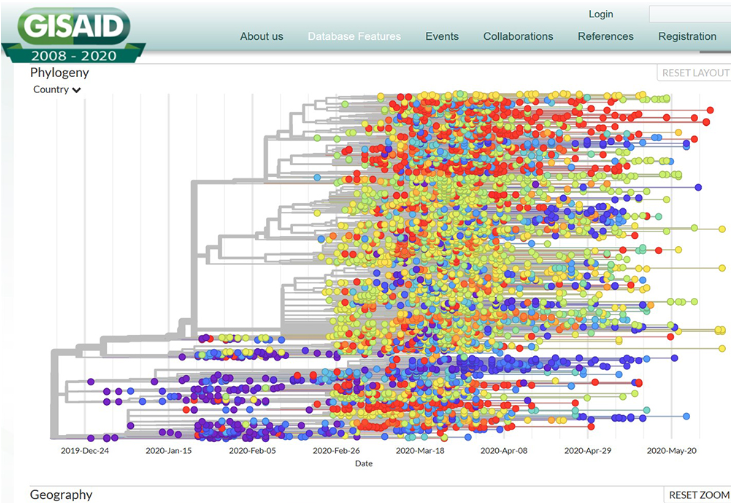 GISAID
2008 - 2020
Login
About us Database Features Events Collaborations References Registration
Phylogeny
RESET LAYOUT
Country
2019-Dec-24 2020-Jan-15 2020-Feb-05 2020-Feb-26 2020-Mar-18 2020-Apr-08 2020-Apr-29 2020-May-20
Date
Geography
RESET ZOOM